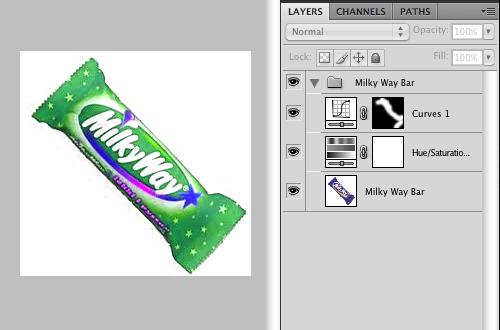 LAYERS CHANNELS PATHS
Normal Opacity: 100%
Lock: Fill: 100%
Milky Way Bar
Curves 1
Hue/Saturatio...
Milky Way Bar
MilkyWay